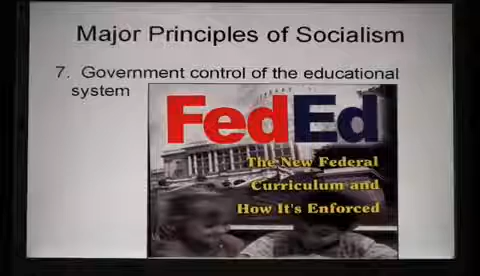 Major Principles of Socialism
7. Government control of the educational
system
FedEd
The New Federal
Curriculum and
How It's Enforced